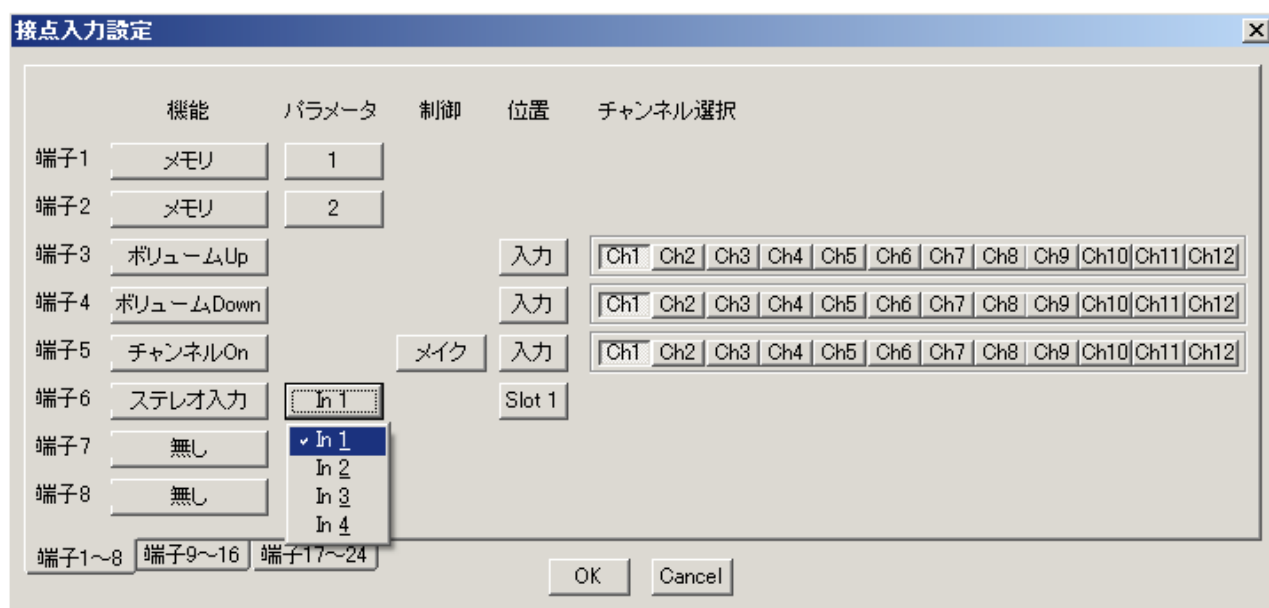 接点入力設定
機能 パラメータ 制御 位置 チャンネル選択
端子1 メモリ 1
端子2 メモリ 2
端子3 ボリュームUp 入力 Ch1 Ch2 Ch3 Ch4 Ch5 Ch6 Ch7 Ch8 Ch9 Ch10 Ch11 Ch12
端子4 ボリュームDown 入力 Ch1 Ch2 Ch3 Ch4 Ch5 Ch6 Ch7 Ch8 Ch9 Ch10 Ch11 Ch12
端子5 チャンネルOn メイク 入力 Ch1 Ch2 Ch3 Ch4 Ch5 Ch6 Ch7 Ch8 Ch9 Ch10 Ch11 Ch12
端子6 ステレオ入力 In 1 Slot 1
端子7 無し In 1
In 2
端子8 無し In 3
In 4
端子1～8 端子9～16 端子17～24
OK Cancel